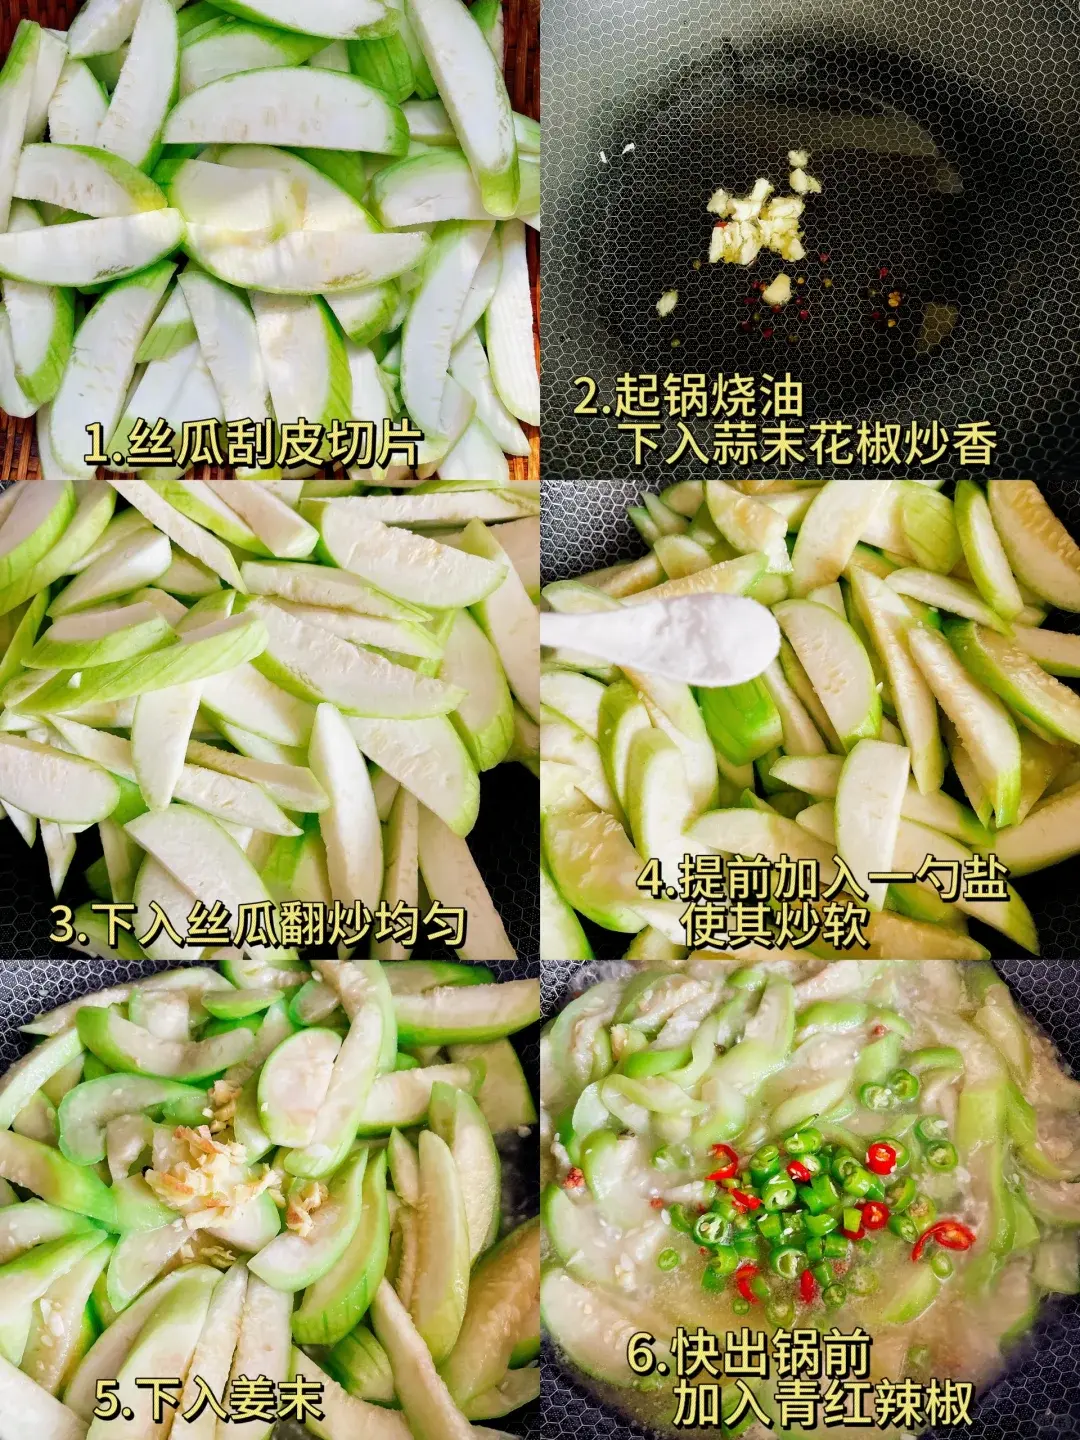 1.丝瓜刮皮切片
2.起锅烧油
下入蒜末花椒炒香
3.下入丝瓜翻炒均匀
4.提前加入一勺盐
使其炒软
5.下入姜末
6.快出锅前
加入青红辣椒